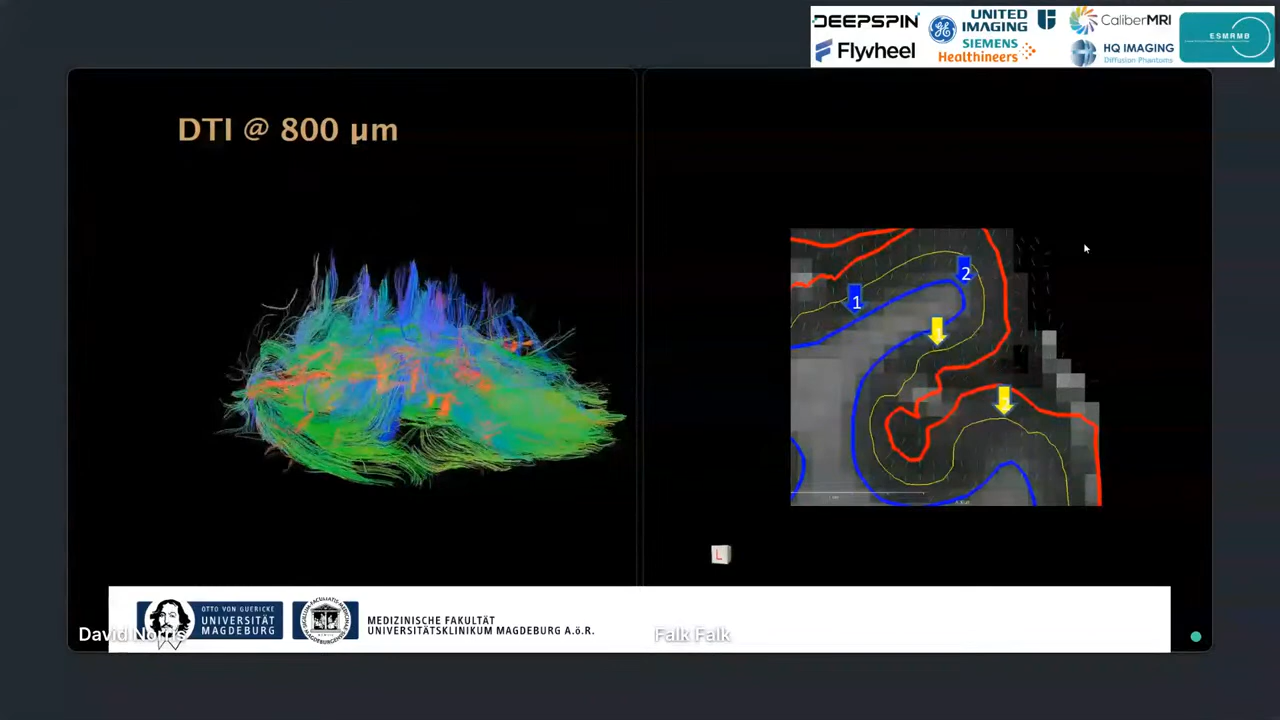 DEEPSPIN
UNITED
IMAGING
CaliberMRI
ESMRMB
Flywheel
SIEMENS
Healthineers
HQ IMAGING
Diffusion Phantoms
DTI @ 800 µm
2
1
L
OTTO VON GUERICKE
UNIVERSITÄT
MAGDEBURG
MEDIZINISCHE FAKULTÄT
UNIVERSITÄTSKLINIKUM MAGDEBURG A.ö.R.
David Norris
Falk Falk